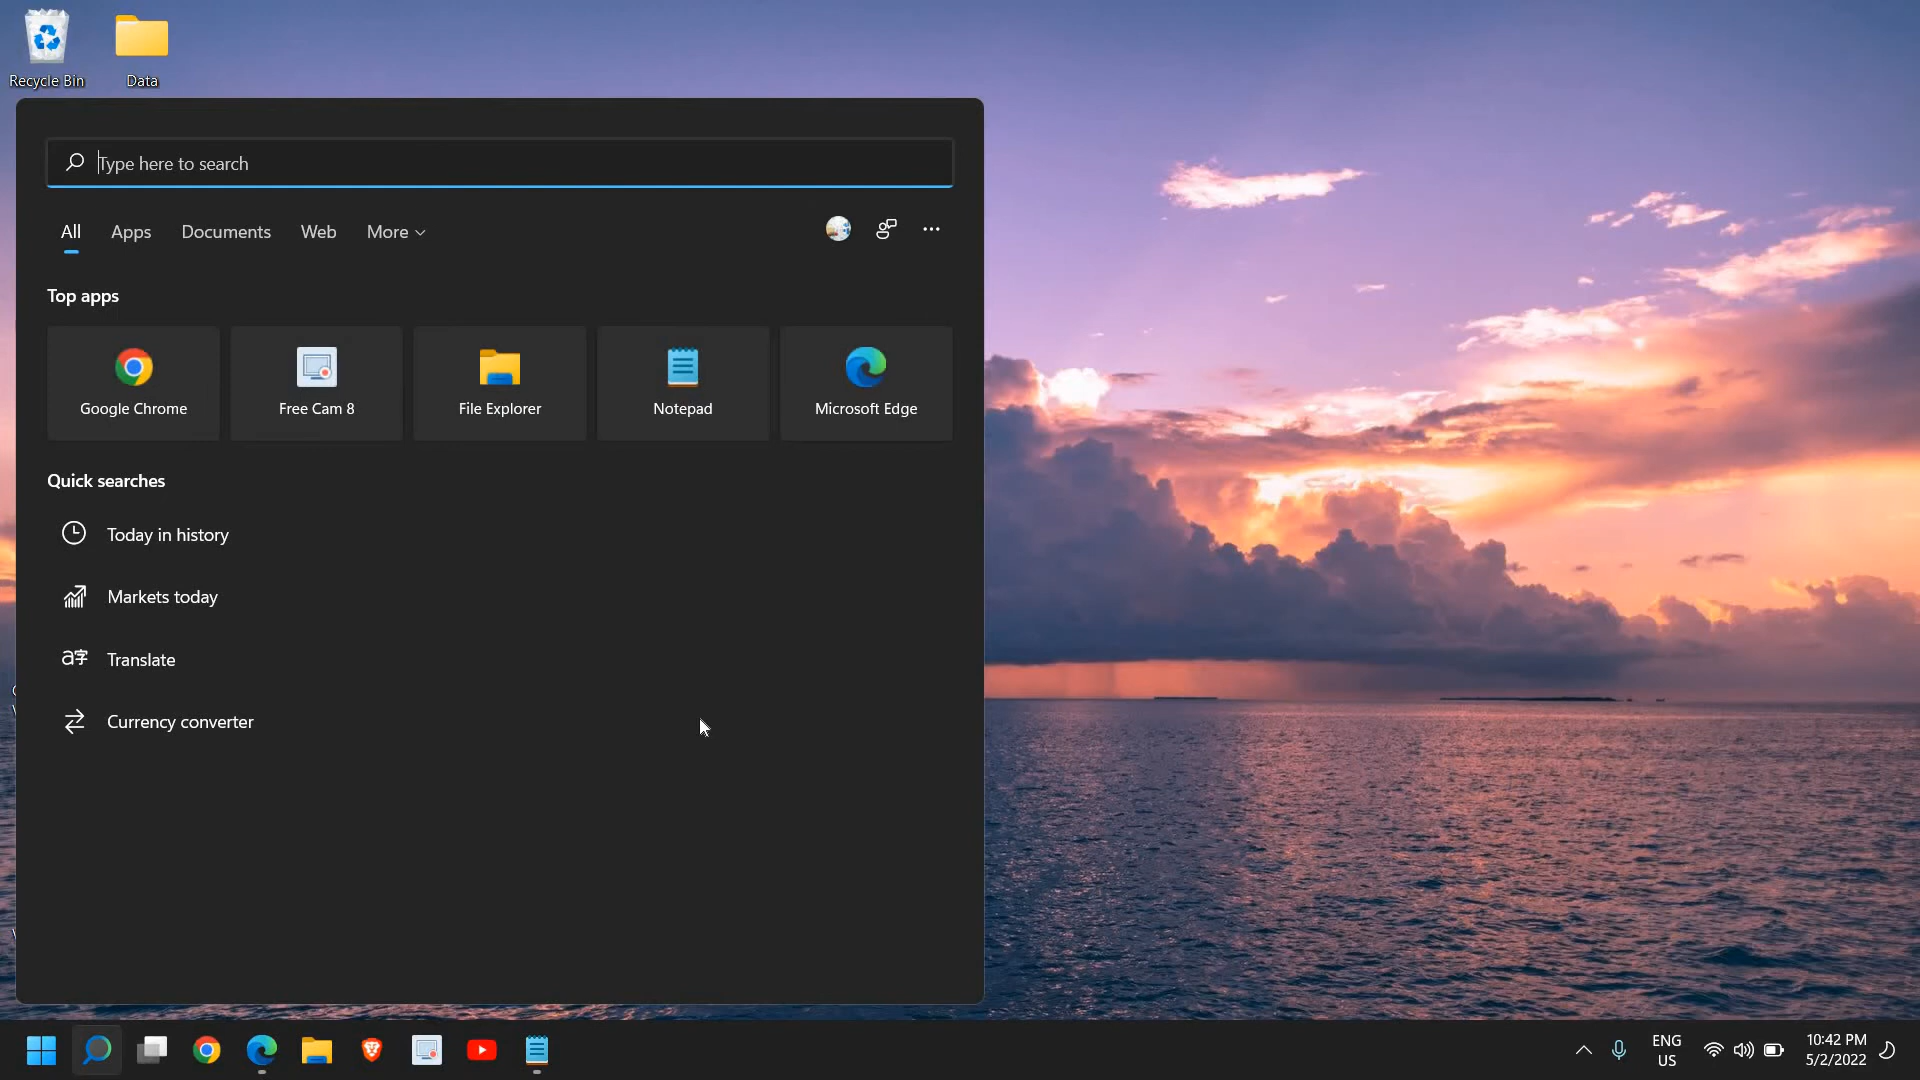 Recycle Bin
Data
Type here to search
All
Apps
Documents
Web
More
Top apps
Google Chrome
Free Cam 8
File Explorer
Notepad
Microsoft Edge
Quick searches
Today in history
Markets today
Translate
Currency converter
ENG
US
10:42 PM
5/2/2022